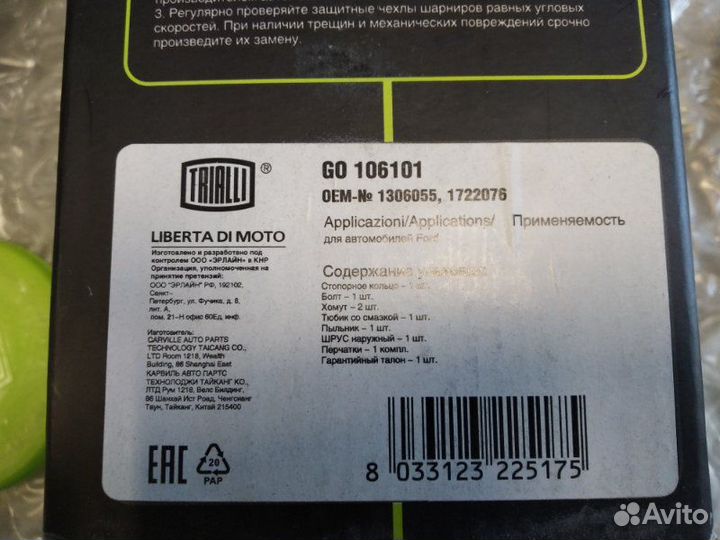 производител
3. Регулярно проверяйте защитные чехлы шарниров равных угловых
скоростей. При наличии трещин и механических повреждений срочно
произведите их замену.
TRIALLI ®
LIBERTA DI MOTO
Изготовлено и разработано под
контролем ООО «ЭРЛАЙН» в КНР
Организация, уполномоченная на
принятие претензий:
ООО "ЭРЛАЙН" РФ, 192102,
Санкт-
Петербург, ул. Фучика, д. 8,
лит. А,
пом. 21-Н офис 60Ед. инф.
Изготовитель:
CARVILLE AUTO PARTS
TECHNOLOGY TAICANG CO.,
LTD Room 1218, Wealth
Building, 86 Shanghai East
КАРВИЛЬ АВТО ПАРТС
ТЕХНОЛОДЖИ ТАЙКАНГ КО.,
ЛТД Рум 1218, Велс Билдинг,
86 Шанхай Ист Роад, Ченгсианг
Таун, Тайканг, Китай 215400
GO 106101
OEM-№ 1306055, 1722076
Applicazioni/Applications/ Применяемость
для автомобилей Ford
Содержание упаковки
Стопорное кольцо – 1 шт.
Болт – 1 шт.
Хомут – 2 шт.
Тюбик со смазкой – 1 шт.
Пыльник – 1 шт.
ШРУС наружный – 1 шт.
Перчатки – 1 компл.
Гарантийный талон – 1 шт.
EAC
20
PAP
8 033123 225175
Avito